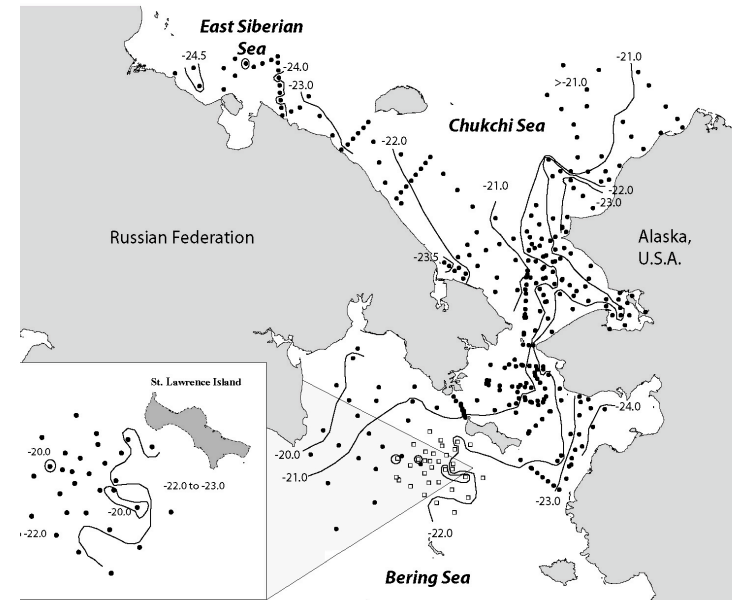 East Siberian
Sea
-24.5
-24.0
-23.0
-21.0
>-21.0
Chukchi Sea
-22.0
-21.0
-22.0
-23.0
Russian Federation
Alaska,
U.S.A.
-23.5
St. Lawrence Island
-20.0
-22.0 to -23.0
-20.0
-22.0
-20.0
-21.0
-24.0
-23.0
-22.0
Bering Sea